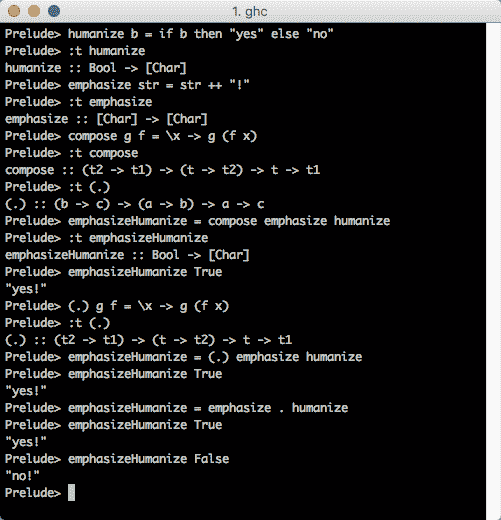 1. ghc
Prelude> humanize b = if b then "yes" else "no"
Prelude> :t humanize
humanize :: Bool -> [Char]
Prelude> emphasize str = str ++ "!"
Prelude> :t emphasize
emphasize :: [Char] -> [Char]
Prelude> compose g f = \x -> g (f x)
Prelude> :t compose
compose :: (t2 -> t1) -> (t -> t2) -> t -> t1
Prelude> :t (.)
(.) :: (b -> c) -> (a -> b) -> a -> c
Prelude> emphasizeHumanize = compose emphasize humanize
Prelude> :t emphasizeHumanize
emphasizeHumanize :: Bool -> [Char]
Prelude> emphasizeHumanize True
"yes!"
Prelude> (.) g f = \x -> g (f x)
Prelude> :t (.)
(.) :: (t2 -> t1) -> (t -> t2) -> t -> t1
Prelude> emphasizeHumanize = (.) emphasize humanize
Prelude> emphasizeHumanize True
"yes!"
Prelude> emphasizeHumanize = emphasize . humanize
Prelude> emphasizeHumanize True
"yes!"
Prelude> emphasizeHumanize False
"no!"
Prelude>